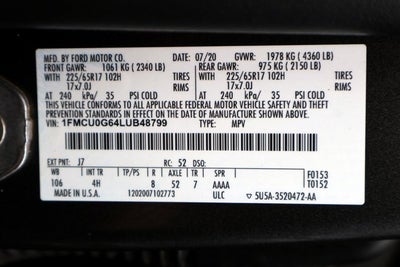 MFD. BY FORD MOTOR CO. 07/20 GVWR: 1978 KG ( 4360 LB)
FRONT GAWR: 1061 KG ( 2340 LB) REAR GAWR: 975 KG ( 2150 LB)
WITH 225/65R17 102H TIRES WITH 225/65R17 102H TIRES
17x7.0J RIMS 17x7.0J RIMS
AT 240 kPa/ 35 PSI COLD AT 240 kPa/ 35 PSI COLD
THIS VEHICLE CONFORMS TO ALL APPLICABLE FEDERAL MOTOR VEHICLE SAFETY, BUMPER AND THEFT
PREVENTION STANDARDS IN EFFECT ON THE DATE OF MANUFACTURE SHOWN ABOVE.
VIN: 1FMCU0G64LUB48799 TYPE: MPV
EXT PNT: J7 RC: 52 DSO:
WB INT TR TP/PS R AXLE TR SPR F0153
106 4H 8 52 7 AAAA T0152
MADE IN U.S.A. 1202007102773 ULC 5U5A-3520472-AA